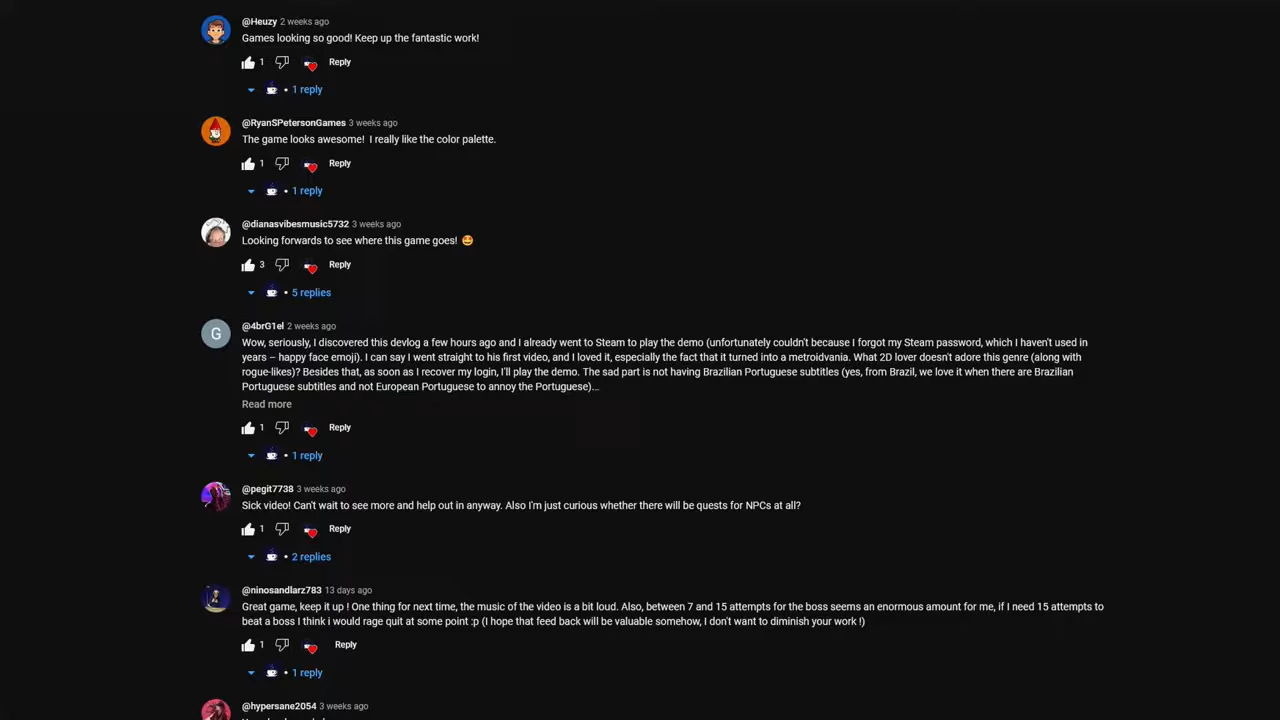 @Heuzy 2 weeks ago
Games looking so good! Keep up the fantastic work!
1 Reply
• 1 reply
@RyanSPetersonGames 3 weeks ago
The game looks awesome! I really like the color palette.
1 Reply
• 1 reply
@dianasvibesmusic5732 3 weeks ago
Looking forwards to see where this game goes! 🤩
3 Reply
• 5 replies
G
@4brG1el 2 weeks ago
Wow, seriously, I discovered this devlog a few hours ago and I already went to Steam to play the demo (unfortunately couldn't because I forgot my Steam password, which I haven't used in
years – happy face emoji). I can say I went straight to his first video, and I loved it, especially the fact that it turned into a metroidvania. What 2D lover doesn't adore this genre (along with
rogue-likes)? Besides that, as soon as I recover my login, I'll play the demo. The sad part is not having Brazilian Portuguese subtitles (yes, from Brazil, we love it when there are Brazilian
Portuguese subtitles and not European Portuguese to annoy the Portuguese)...
Read more
1 Reply
• 1 reply
@pegit7738 3 weeks ago
Sick video! Can't wait to see more and help out in anyway. Also I'm just curious whether there will be quests for NPCs at all?
1 Reply
• 2 replies
@ninosandlarz783 13 days ago
Great game, keep it up ! One thing for next time, the music of the video is a bit loud. Also, between 7 and 15 attempts for the boss seems an enormous amount for me, if I need 15 attempts to
beat a boss I think i would rage quit at some point :p (I hope that feed back will be valuable somehow, I don't want to diminish your work !)
1 Reply
• 1 reply
@hypersane2054 3 weeks ago